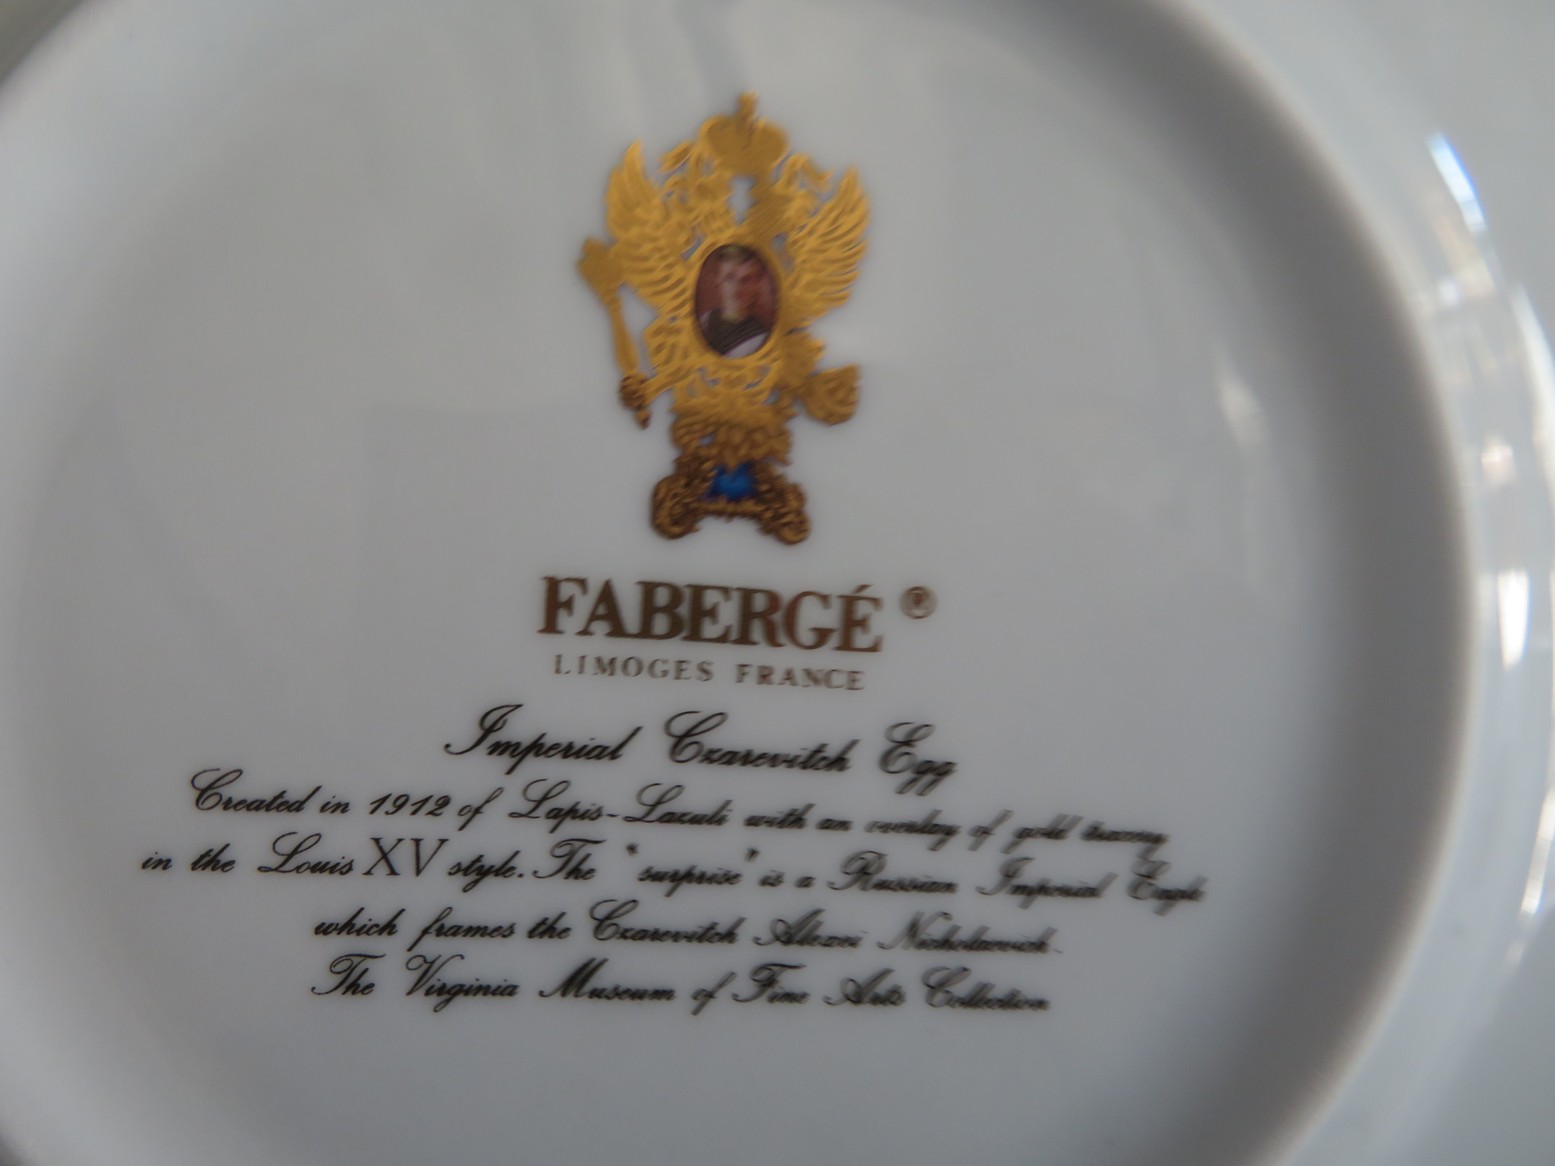 FABERGÉ ®
LIMOGES FRANCE
Imperial Czarevitch Egg
Created in 1912 of Lapis-Lazuli with an overlay of gold tracery
in the Louis XV style. The "surprise" is a Russian Imperial Eagle
which frames the Czarevitch Alexei Nicholaevich.
The Virginia Museum of Fine Arts Collection